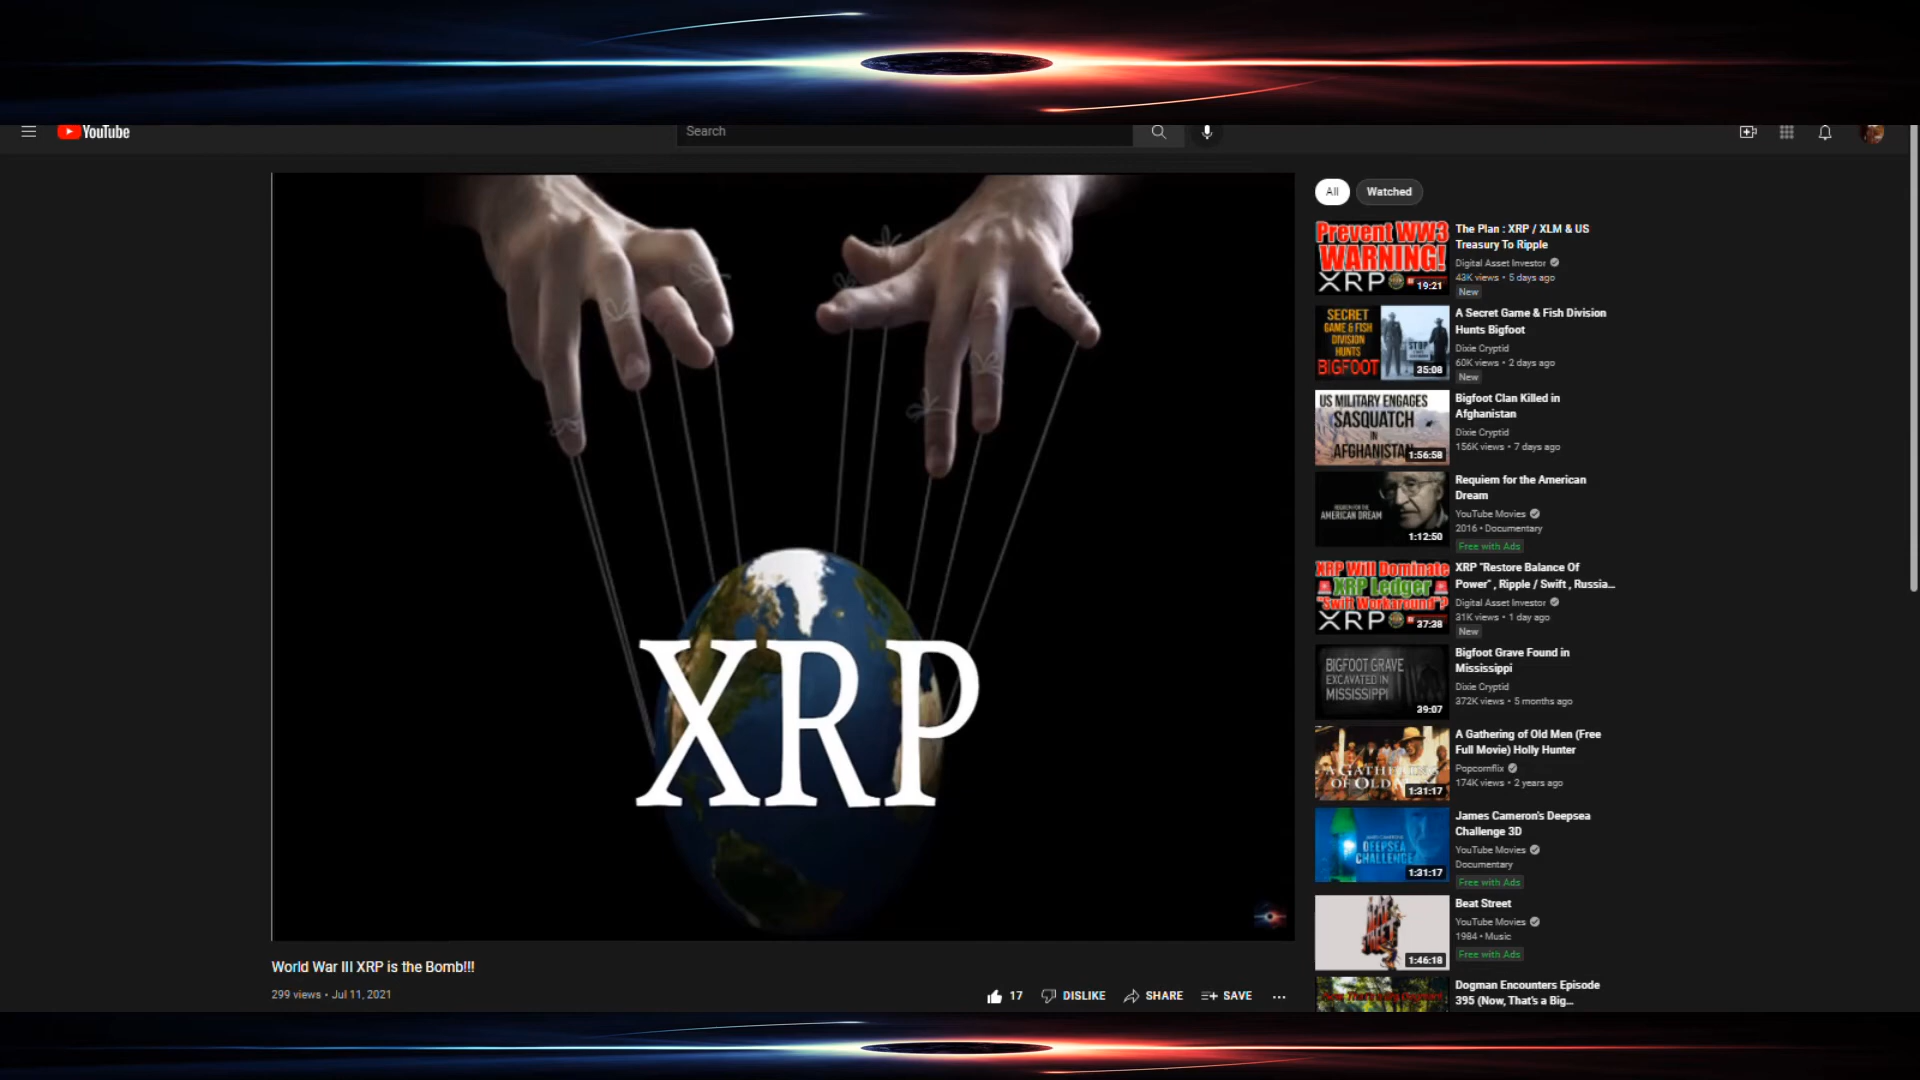 YouTube
Search
XRP
World War III XRP is the Bomb!!!
299 views • Jul 11, 2021
17
DISLIKE
SHARE
SAVE
All
Watched
Prevent WW3
WARNING!
XRP
19:21
The Plan : XRP / XLM & US
Treasury To Ripple
Digital Asset Investor
43K views • 5 days ago
New
SECRET
GAME & FISH
DIVISION
HUNTS
BIGFOOT
STOP
35:08
A Secret Game & Fish Division
Hunts Bigfoot
Dixie Cryptid
60K views • 2 days ago
New
US MILITARY ENGAGES
SASQUATCH
IN
AFGHANISTAN
1:56:58
Bigfoot Clan Killed in
Afghanistan
Dixie Cryptid
156K views • 7 days ago
REQUIEM FOR THE
AMERICAN DREAM
1:12:50
Requiem for the American
Dream
YouTube Movies
2016 • Documentary
Free with Ads
XRP Will Dominate
XRP Ledger
"Swift Workaround"?
XRP
37:38
XRP "Restore Balance Of
Power" , Ripple / Swift , Russia...
Digital Asset Investor
31K views • 1 day ago
New
BIGFOOT GRAVE
EXCAVATED IN
MISSISSIPPI
39:07
Bigfoot Grave Found in
Mississippi
Dixie Cryptid
372K views • 5 months ago
A GATHERING
OF OLD
1:31:17
A Gathering of Old Men (Free
Full Movie) Holly Hunter
Popcornflix
174K views • 2 years ago
DEEPSEA
CHALLENGE
1:31:17
James Cameron's Deepsea
Challenge 3D
YouTube Movies
Documentary
Free with Ads
1:46:18
Beat Street
YouTube Movies
1984 • Music
Free with Ads
Dogman Encounters Episode
395 (Now, That's a Big...